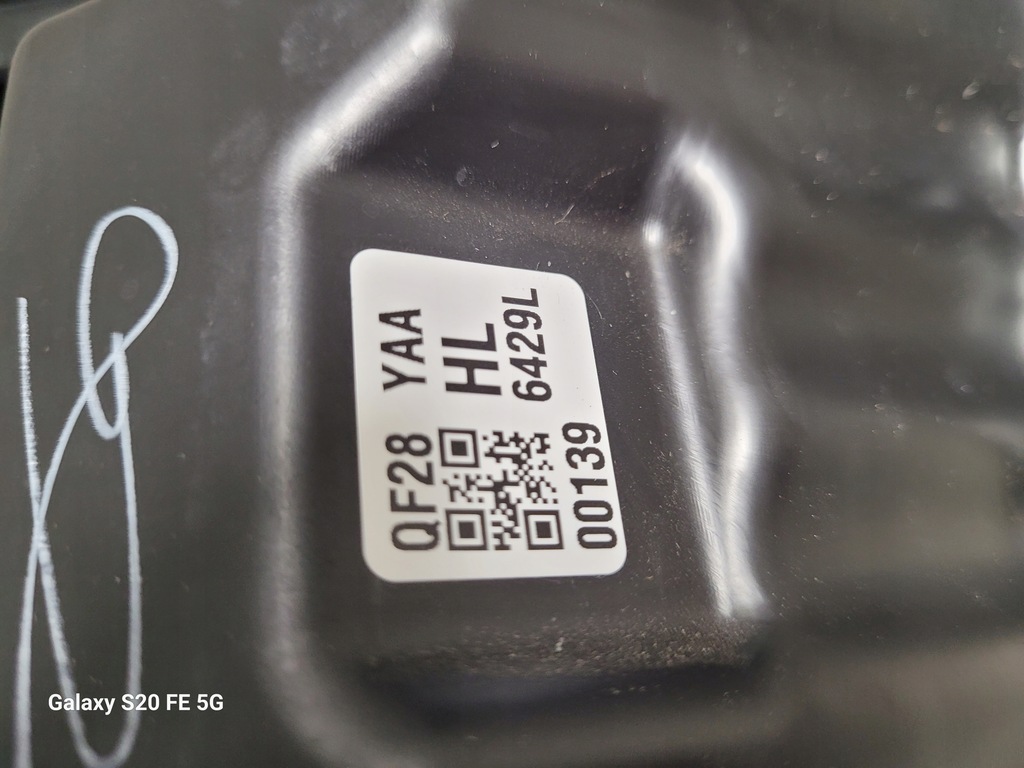 QF28 YAA
HL
6429L
00139
Galaxy S20 FE 5G